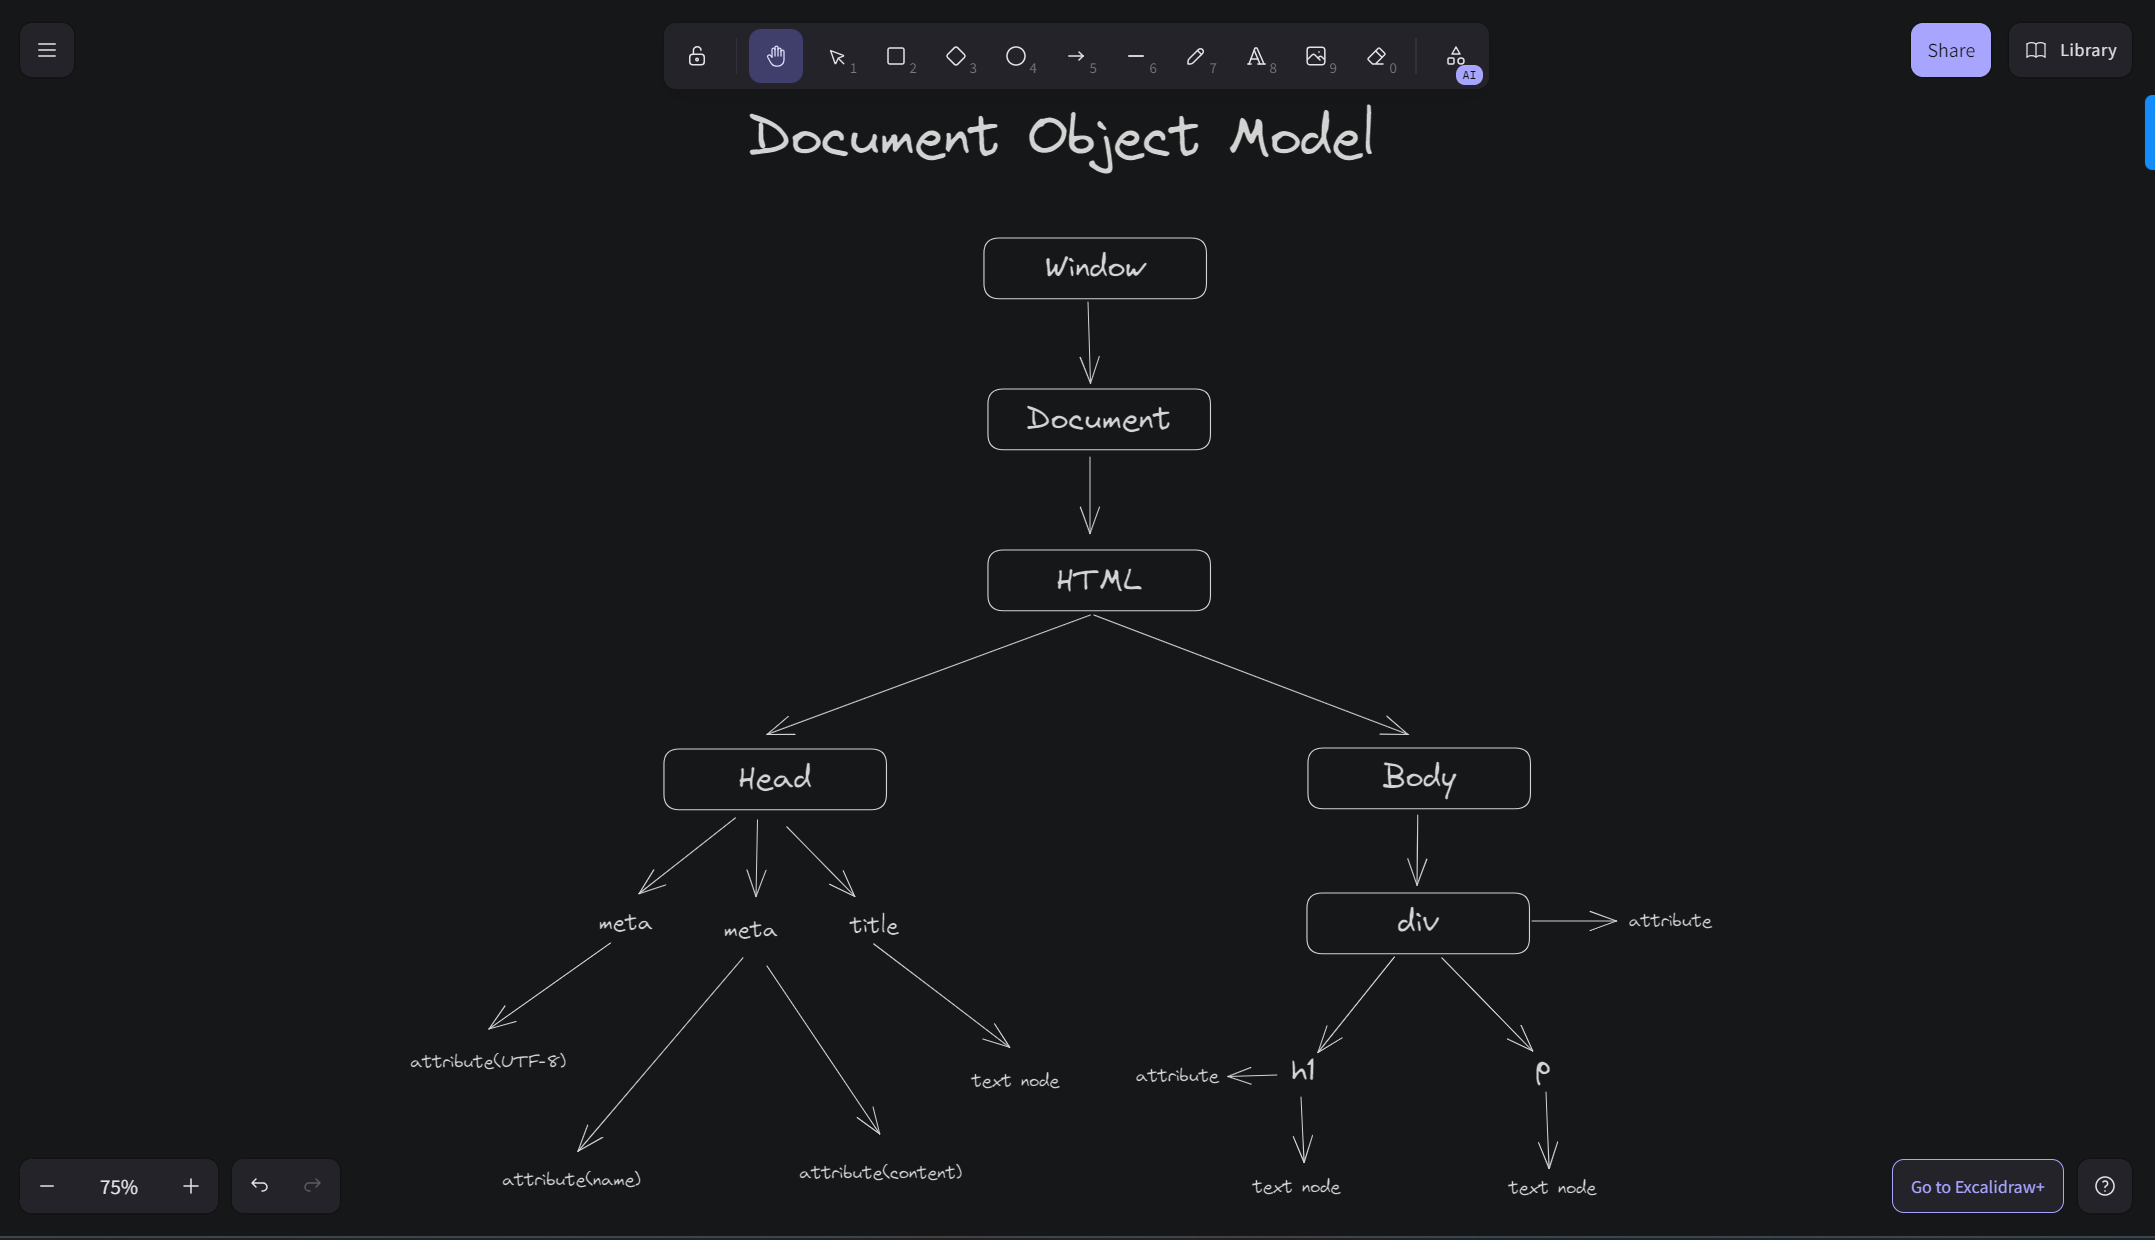 1
2
3
4
5
6
7
8
9
0
AI
Share
Library
Document Object Model
Window
Document
HTML
Head
Body
meta
meta
title
div
attribute
attribute(UTF-8)
text node
attribute
h1
p
attribute(name)
attribute(content)
text node
text node
75%
Go to Excalidraw+